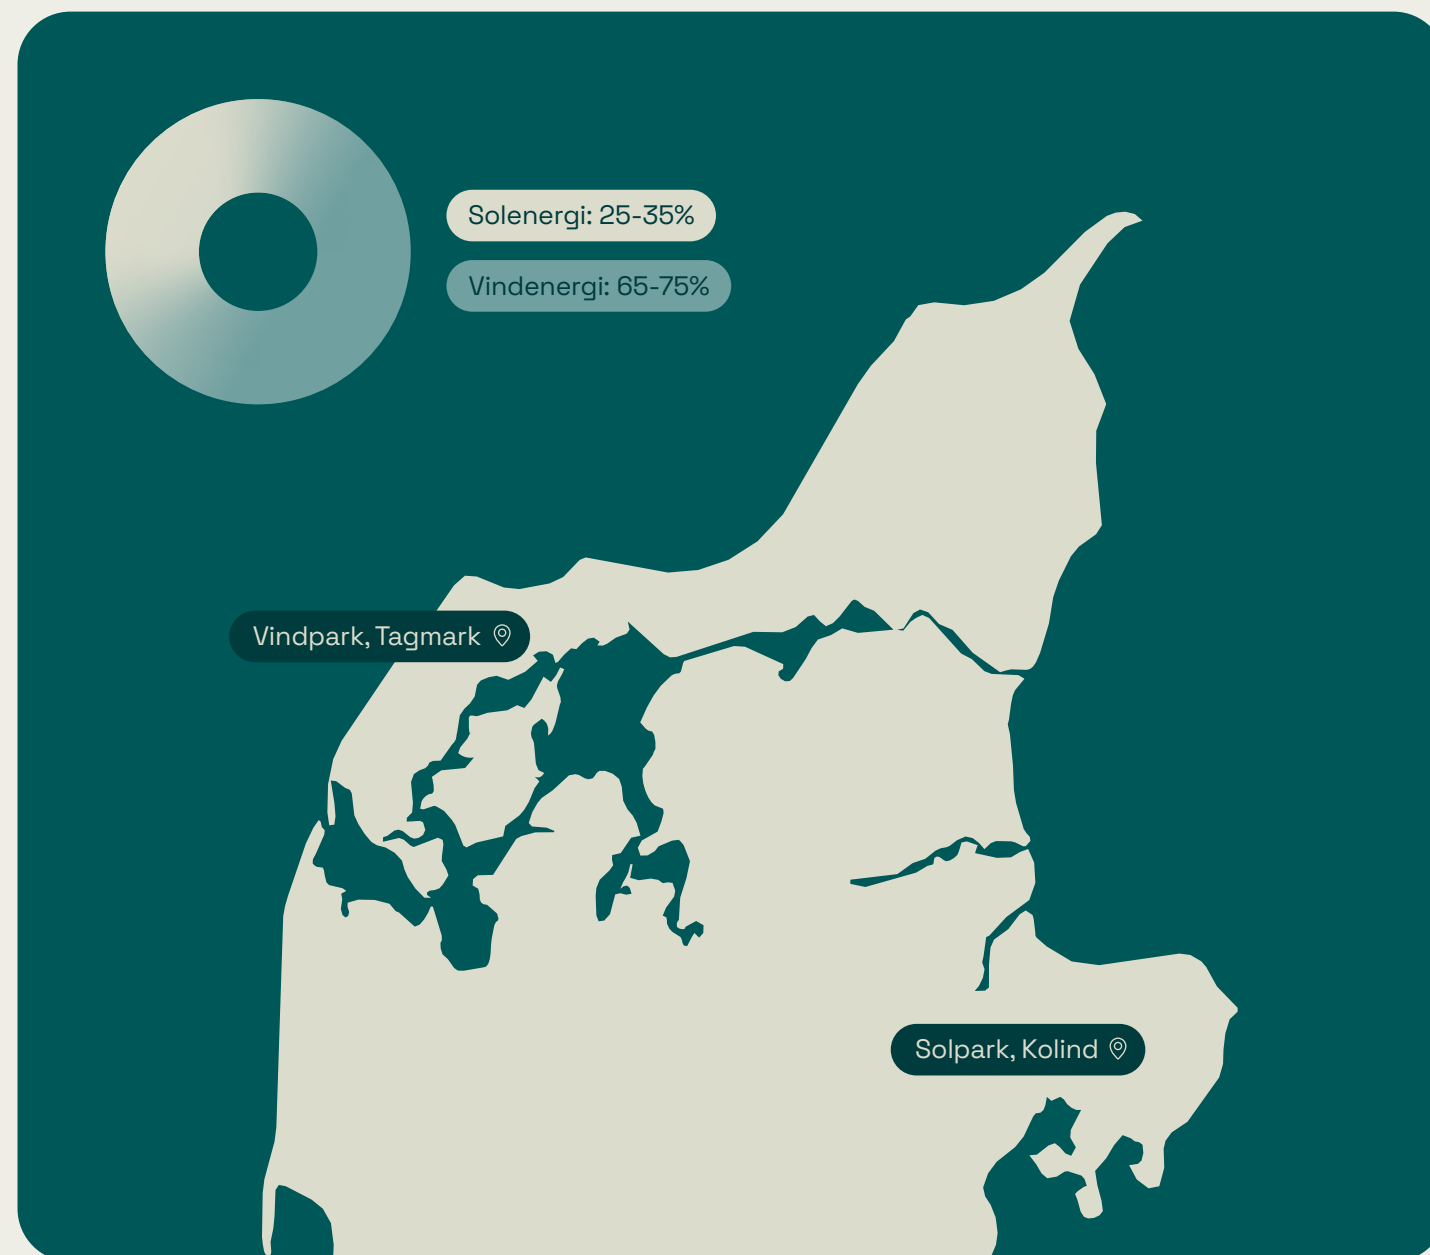 Solenergi: 25-35%
Vindenergi: 65-75%
Vindpark, Tagmark
Solpark, Kolind